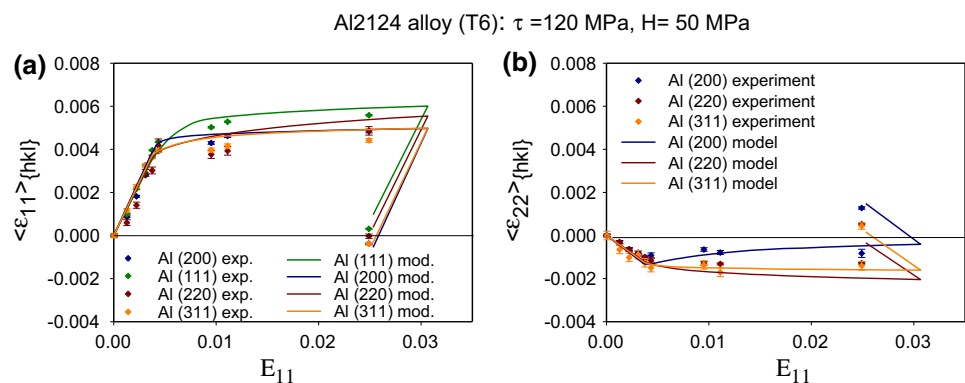 Al2124 alloy (T6): τ =120 MPa, H= 50 MPa
(a)
<ε11>{hkl}
0.008
0.006
0.004
0.002
0.000
-0.002
-0.004
Al (200) exp.
Al (111) exp.
Al (220) exp.
Al (311) exp.
Al (111) mod.
Al (200) mod.
Al (220) mod.
Al (311) mod.
0.00
0.01
0.02
0.03
E11
(b)
<ε22>{hkl}
0.008
0.006
0.004
0.002
0.000
-0.002
-0.004
Al (200) experiment
Al (220) experiment
Al (311) experiment
Al (200) model
Al (220) model
Al (311) model
0.00
0.01
0.02
0.03
E11